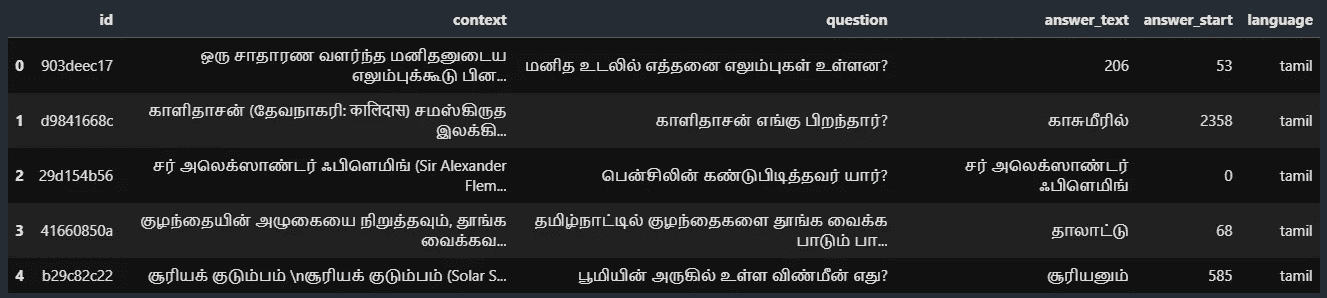 id context question answer_text answer_start language
0 903deec17 ஒரு சாதாரண வளர்ந்த மனிதனுடைய எலும்புக்கூடு பின... மனித உடலில் எத்தனை எலும்புகள் உள்ளன? 206 53 tamil
1 d9841668c காளிதாசன் (தேவநாகரி: कालिदास) சமஸ்கிருத இலக்கி... காளிதாசன் எங்கு பிறந்தார்? காசுமீரில் 2358 tamil
2 29d154b56 சர் அலெக்ஸாண்டர் ஃபிளெமிங் (Sir Alexander Flem... பென்சிலின் கண்டுபிடித்தவர் யார்? சர் அலெக்ஸாண்டர் ஃபிளெமிங் 0 tamil
3 41660850a குழந்தையின் அழுகையை நிறுத்தவும், தூங்க வைக்கவ... தமிழ்நாட்டில் குழந்தைகளை தூங்க வைக்க பாடும் பா... தாலாட்டு 68 tamil
4 b29c82c22 சூரியக் குடும்பம் \nசூரியக் குடும்பம் (Solar S... பூமியின் அருகில் உள்ள விண்மீன் எது? சூரியனும் 585 tamil